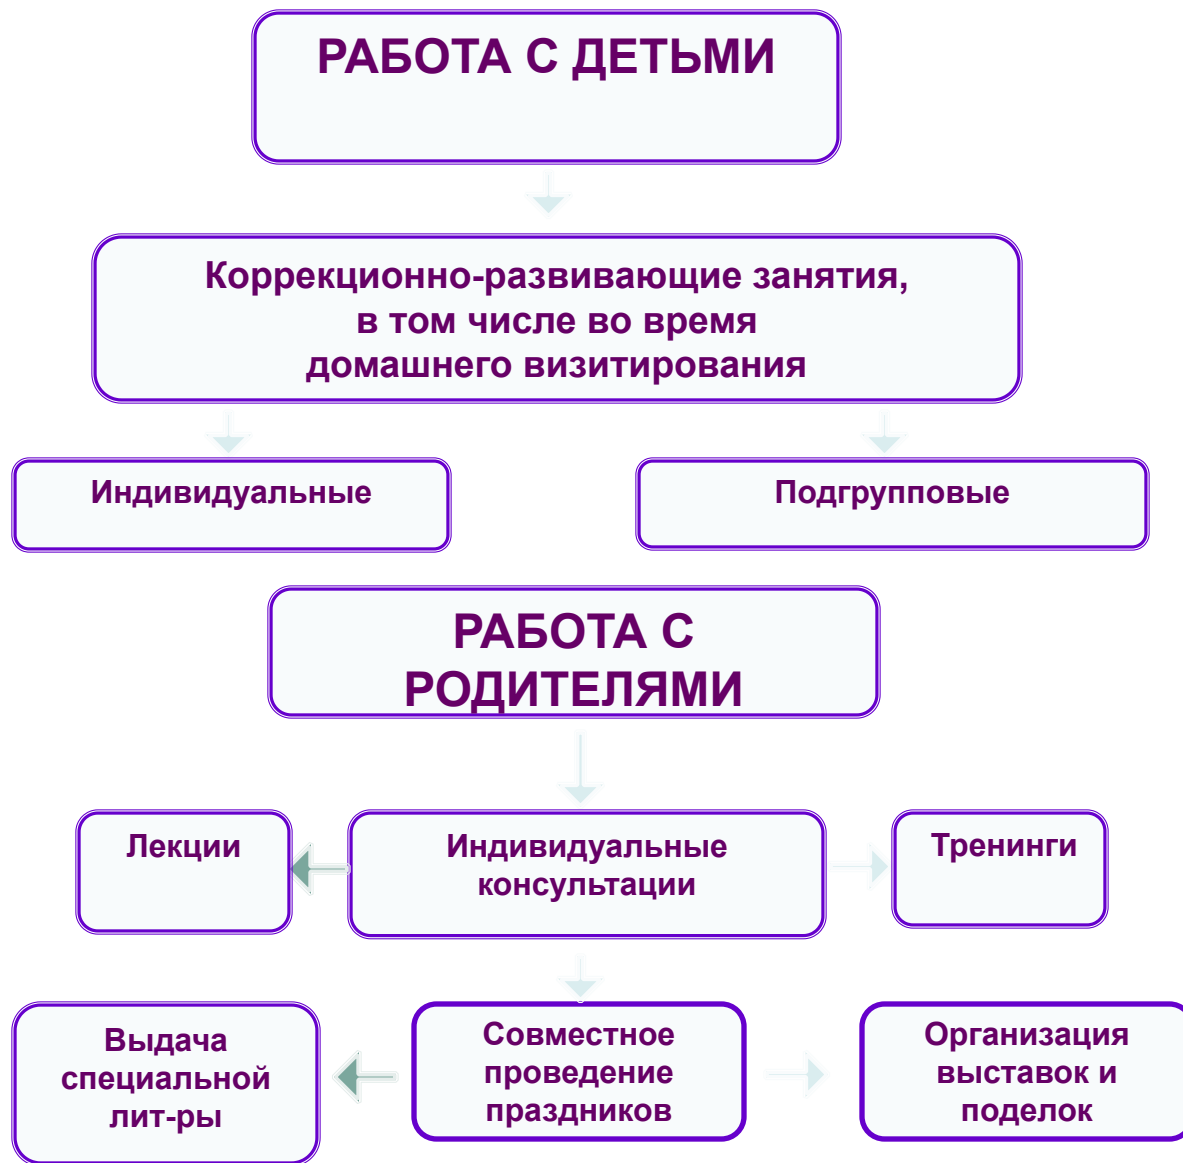 РАБОТА С ДЕТЬМИ
Коррекционно-развивающие занятия,
в том числе во время
домашнего визитирования
Индивидуальные
Подгрупповые
РАБОТА С
РОДИТЕЛЯМИ
Лекции
Индивидуальные
консультации
Тренинги
Выдача
специальной
лит-ры
Совместное
проведение
праздников
Организация
выставок и
поделок